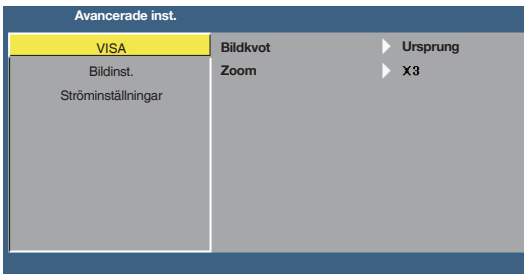 Avancerade inst.
VISA
Bildinst.
Ströminställningar
Bildkvot Ursprung
Zoom X3